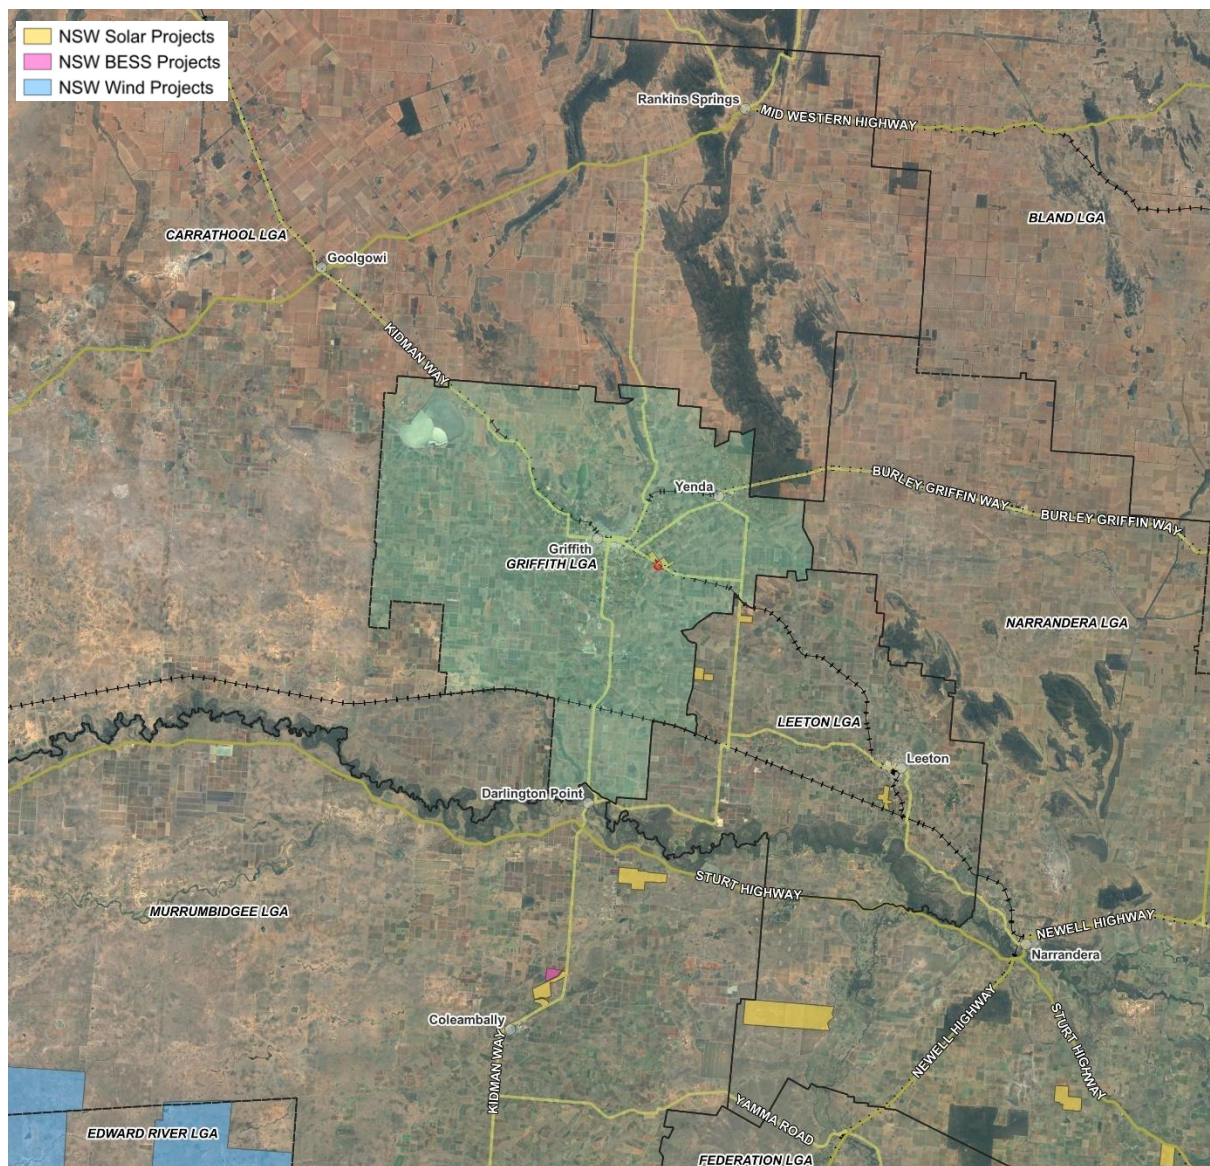 NSW Solar Projects
NSW BESS Projects
NSW Wind Projects
Rankins Springs
MID WESTERN HIGHWAY
BLAND LGA
CARRATHOOL LGA
Goolgowi
KIDMAN WAY
Yenda
BURLEY GRIFFIN WAY
BURLEY GRIFFIN WAY
Griffith
GRIFFITH LGA
NARRANDERA LGA
LEETON LGA
Leeton
Darlington Point
STURT HIGHWAY
MURRUMBIDGEE LGA
NEWELL HIGHWAY
Narrandera
Coleambally
KIDMAN WAY
NEWELL HIGHWAY
STURT HIGHWAY
YAMMA ROAD
EDWARD RIVER LGA
FEDERATION LGA